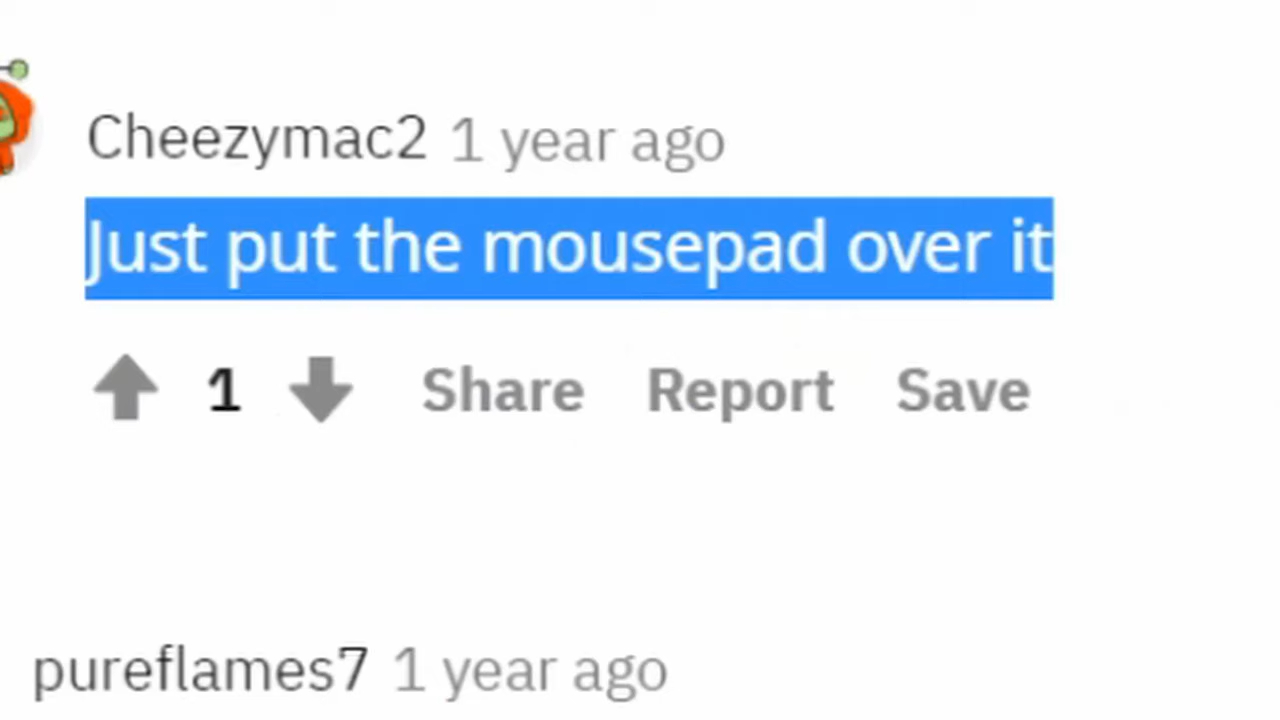 Cheezymac2 1 year ago
Just put the mousepad over it
1 Share Report Save
pureflames7 1 year ago